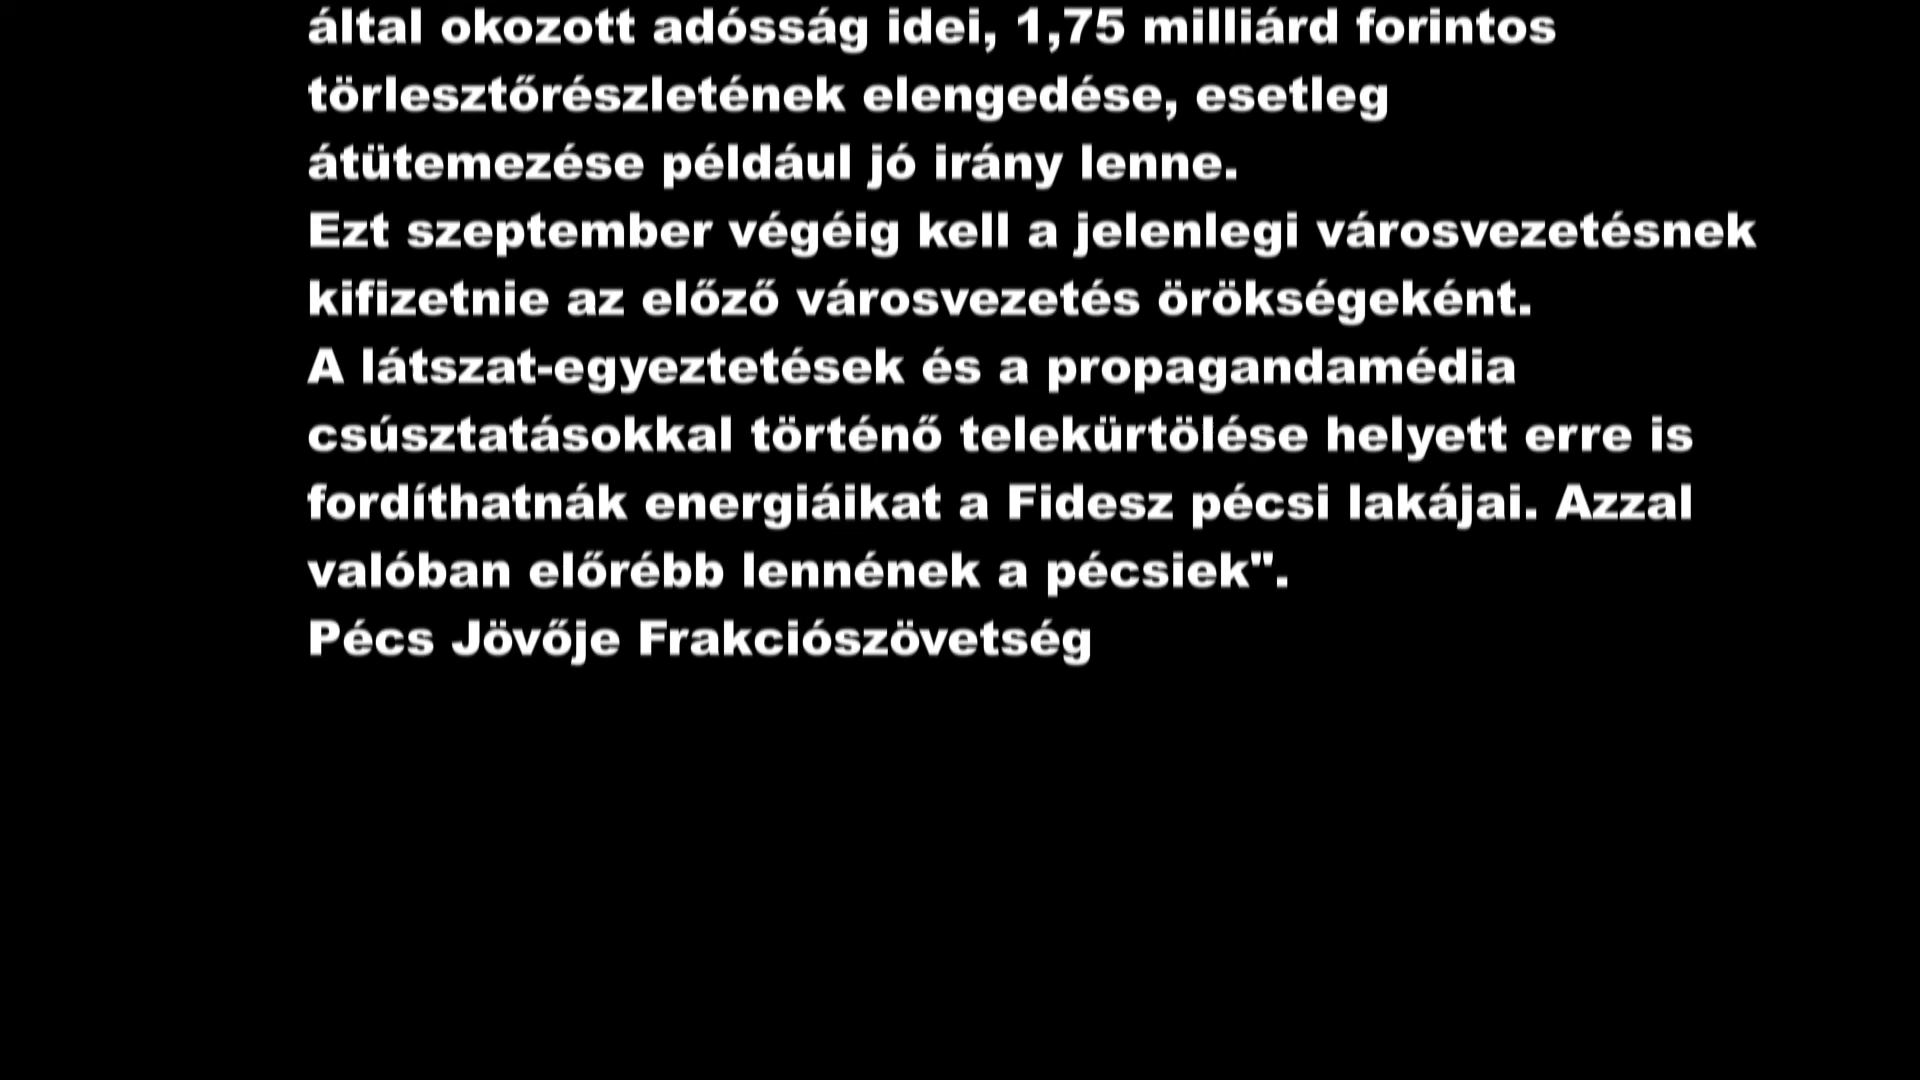 által okozott adósság idei, 1,75 milliárd forintos
törlesztőrészletének elengedése, esetleg
átütemezése például jó irány lenne.
Ezt szeptember végéig kell a jelenlegi városvezetésnek
kifizetnie az előző városvezetés örökségeként.
A látszat-egyeztetések és a propagandamédia
csúsztatásokkal történő telekürtölése helyett erre is
fordíthatnák energiáikat a Fidesz pécsi lakájai. Azzal
valóban előrébb lennének a pécsiek".
Pécs Jövője Frakciószövetség